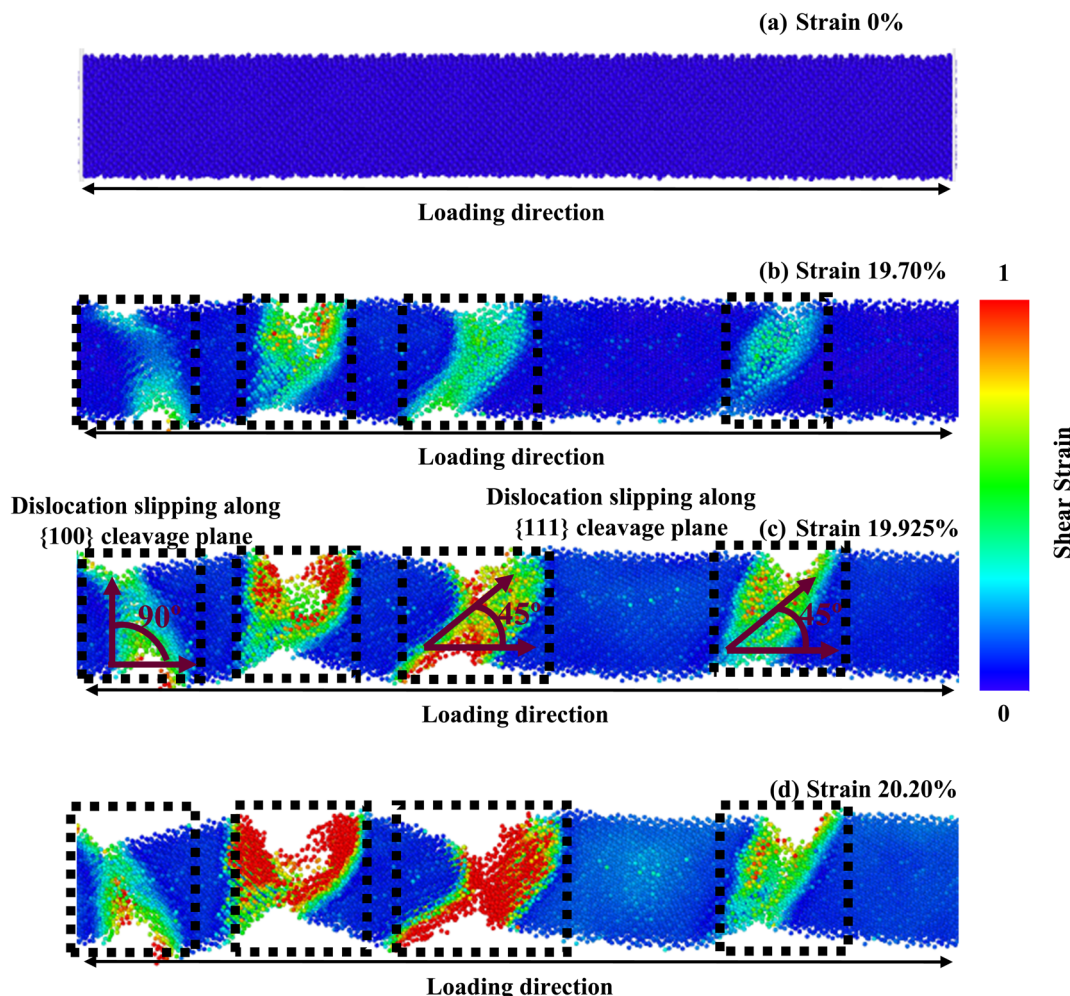 (a) Strain 0%
Loading direction
(b) Strain 19.70%
1
Loading direction
Shear Strain
Dislocation slipping along
{100} cleavage plane
Dislocation slipping along
{111} cleavage plane
(c) Strain 19.925%
90°
45°
45°
Loading direction
0
(d) Strain 20.20%
Loading direction